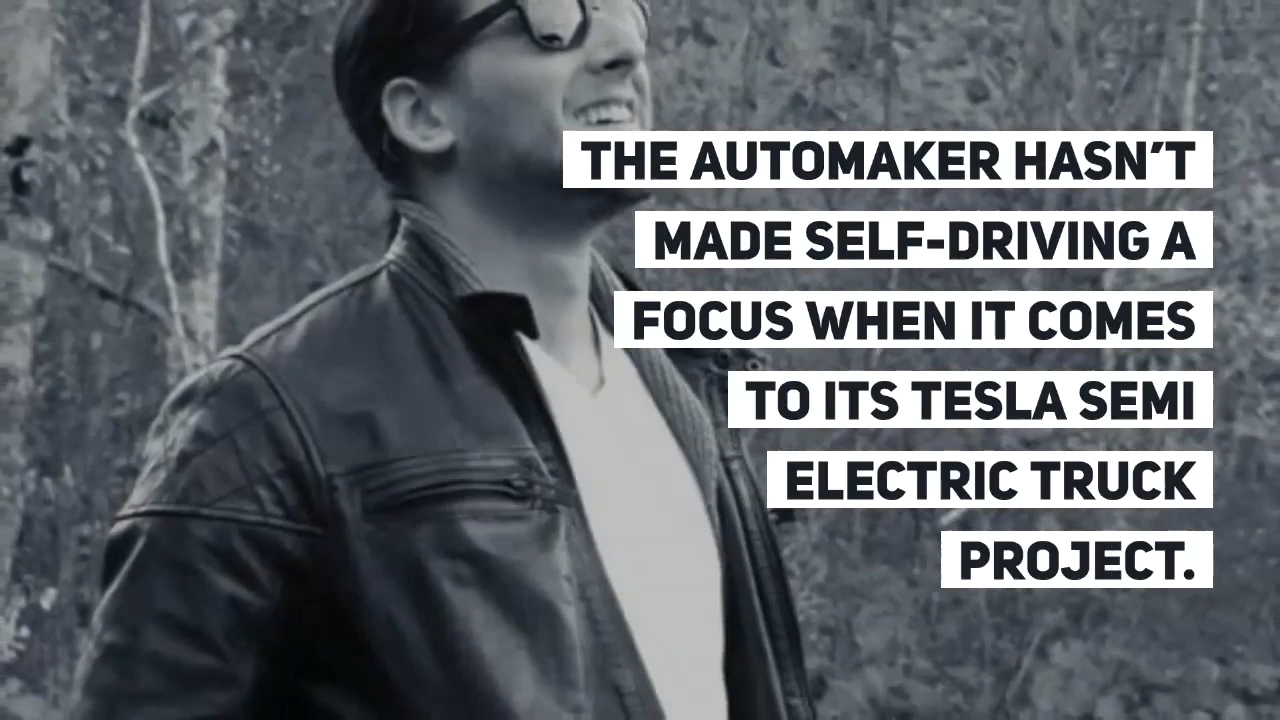 THE AUTOMAKER HASN’T
MADE SELF-DRIVING A
FOCUS WHEN IT COMES
TO ITS TESLA SEMI
ELECTRIC TRUCK
PROJECT.